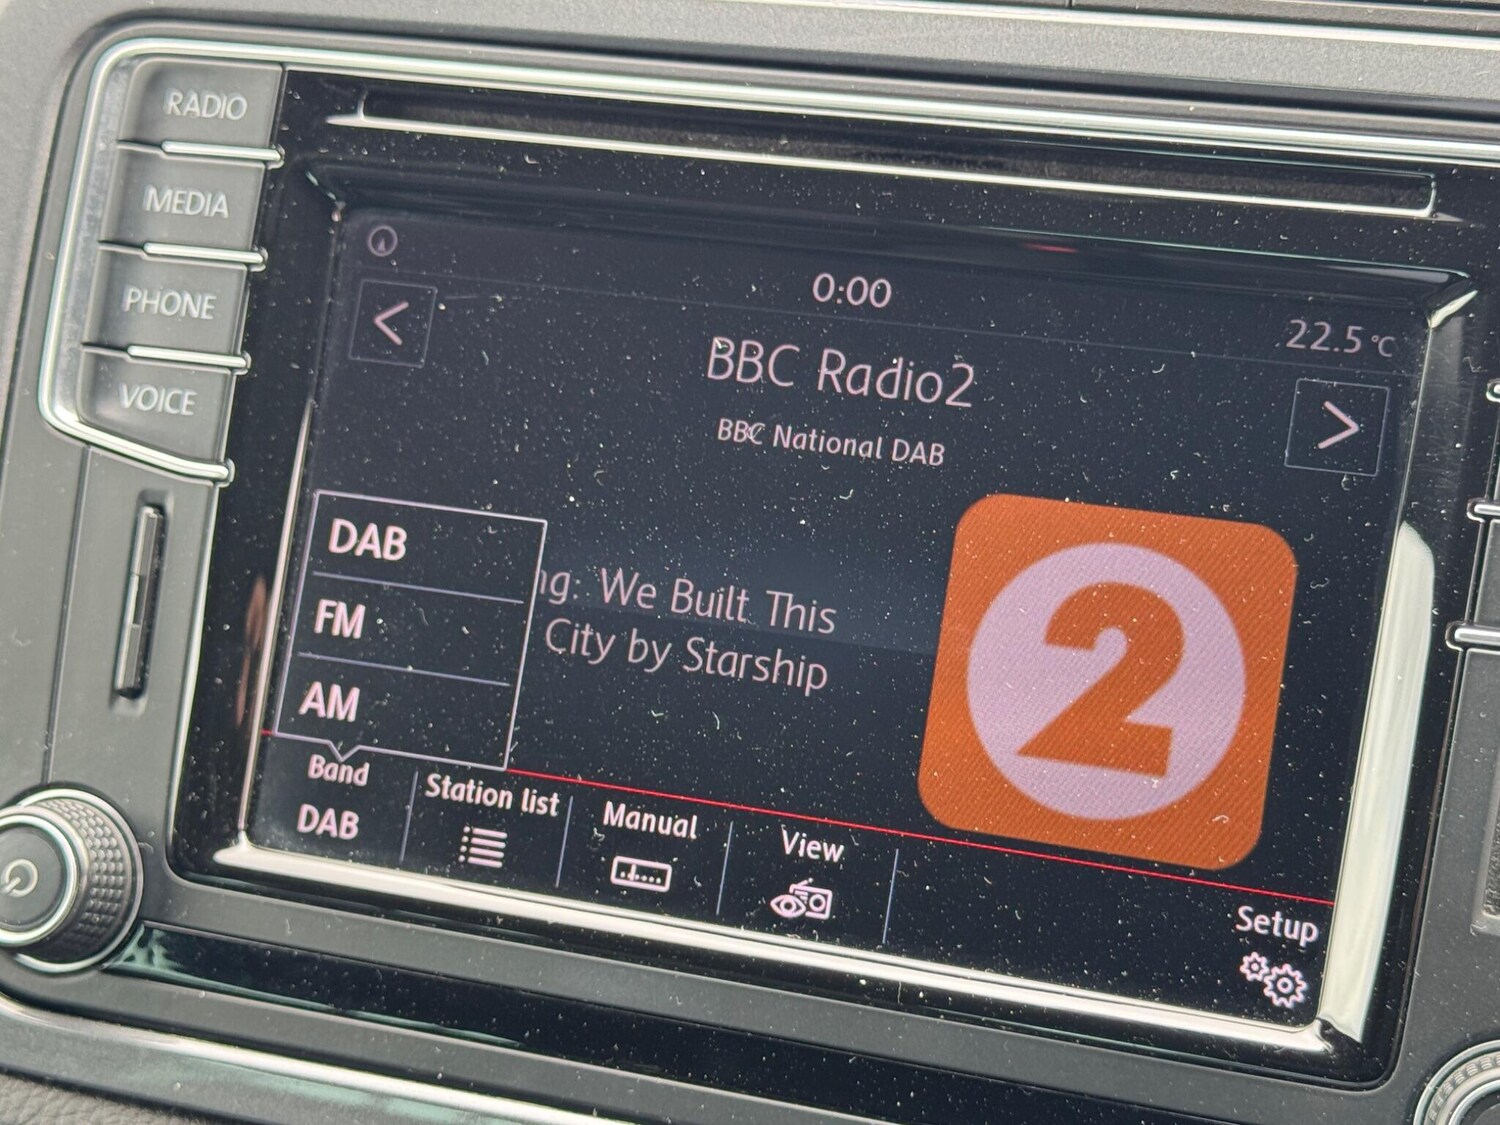 RADIO
MEDIA
PHONE
VOICE
0:00
22.5 °C
<
BBC Radio2
>
BBC National DAB
DAB
FM
AM
ng: We Built This
City by Starship
2
Band
DAB
Station list
Manual
View
Setup